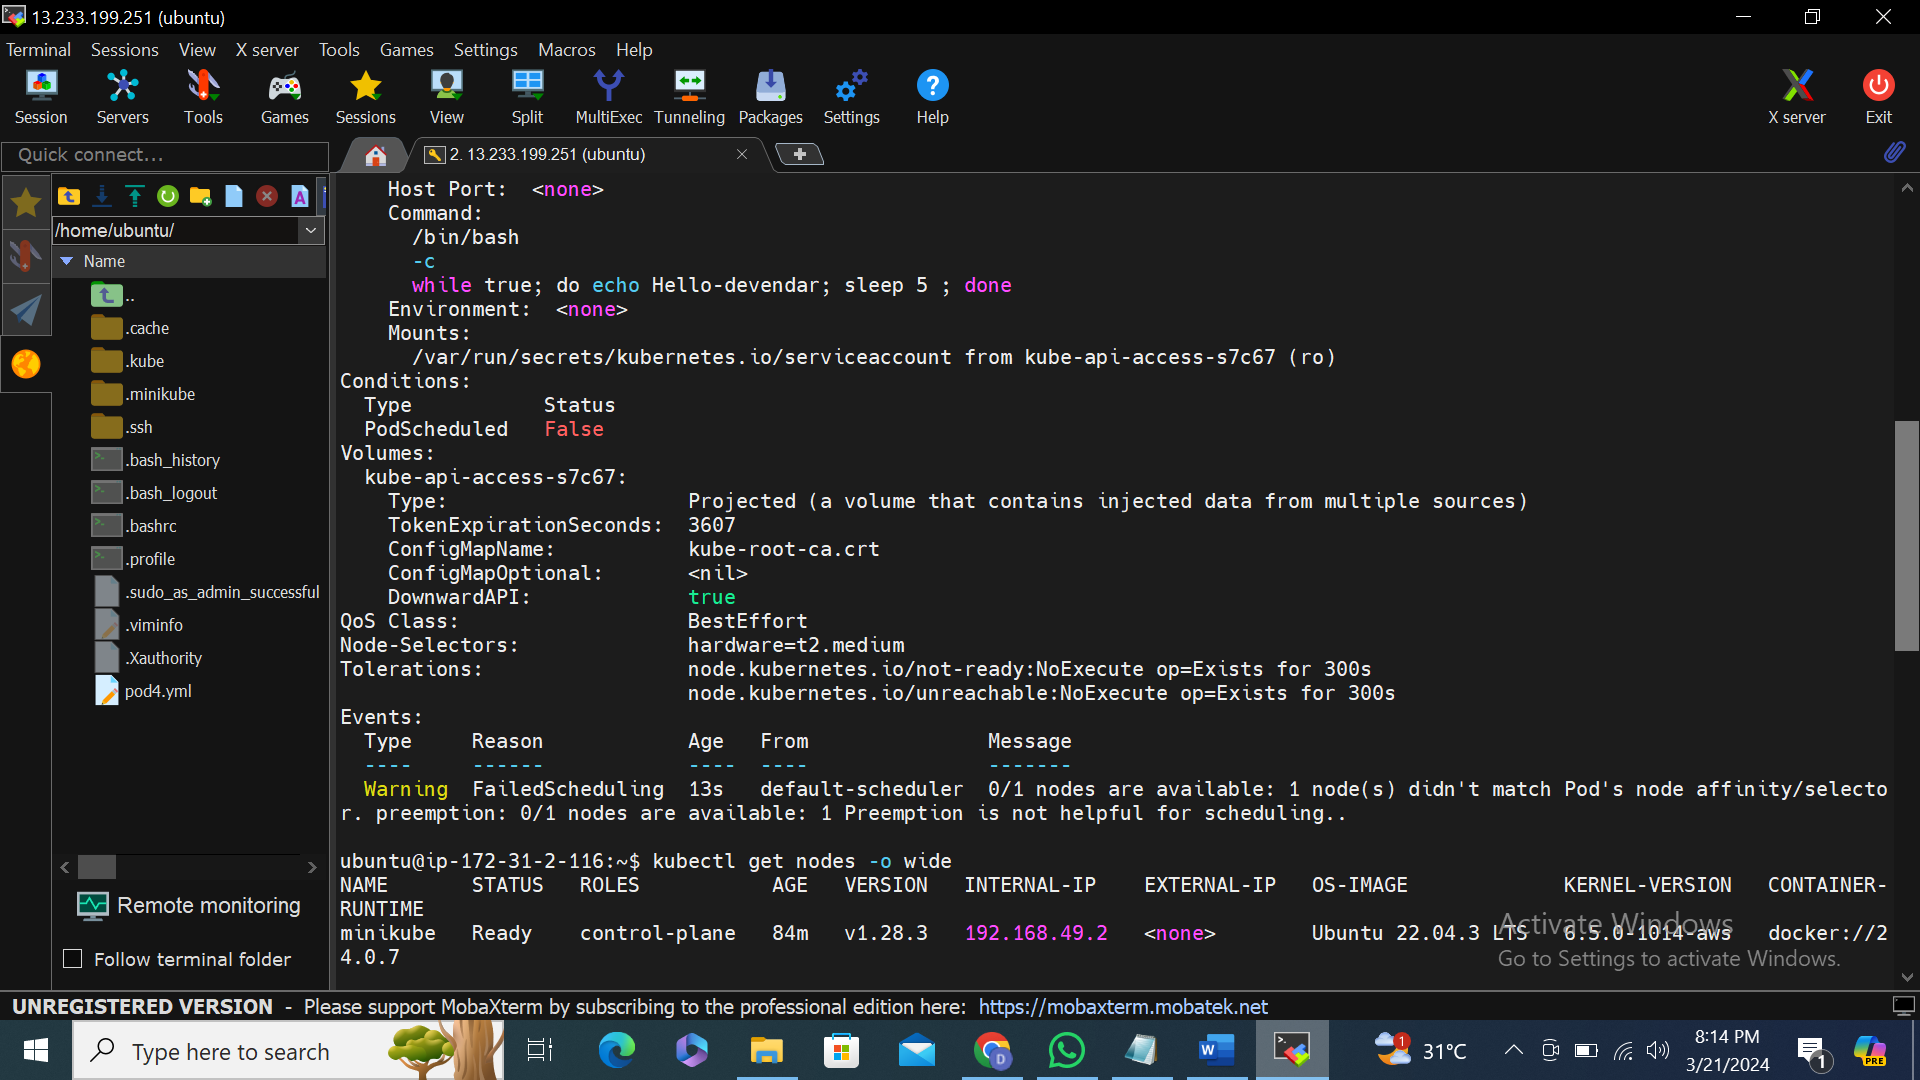 13.233.199.251 (ubuntu)
Terminal Sessions View X server Tools Games Settings Macros Help
Session Servers Tools Games Sessions View Split MultiExec Tunneling Packages Settings Help X server Exit
Quick connect...
2. 13.233.199.251 (ubuntu)
/home/ubuntu/
Name
..
.cache
.kube
.minikube
.ssh
.bash_history
.bash_logout
.bashrc
.profile
.sudo_as_admin_successful
.viminfo
.Xauthority
pod4.yml
Remote monitoring
Follow terminal folder
Host Port: <none>
Command:
/bin/bash
-c
while true; do echo Hello-devendar; sleep 5 ; done
Environment: <none>
Mounts:
/var/run/secrets/kubernetes.io/serviceaccount from kube-api-access-s7c67 (ro)
Conditions:
Type Status
PodScheduled False
Volumes:
kube-api-access-s7c67:
Type: Projected (a volume that contains injected data from multiple sources)
TokenExpirationSeconds: 3607
ConfigMapName: kube-root-ca.crt
ConfigMapOptional: <nil>
DownwardAPI: true
QoS Class: BestEffort
Node-Selectors: hardware=t2.medium
Tolerations: node.kubernetes.io/not-ready:NoExecute op=Exists for 300s
node.kubernetes.io/unreachable:NoExecute op=Exists for 300s
Events:
Type Reason Age From Message
---- ------ ---- ---- -------
Warning FailedScheduling 13s default-scheduler 0/1 nodes are available: 1 node(s) didn't match Pod's node affinity/selecto
r. preemption: 0/1 nodes are available: 1 Preemption is not helpful for scheduling..
ubuntu@ip-172-31-2-116:~$ kubectl get nodes -o wide
NAME STATUS ROLES AGE VERSION INTERNAL-IP EXTERNAL-IP OS-IMAGE KERNEL-VERSION CONTAINER-
RUNTIME
minikube Ready control-plane 84m v1.28.3 192.168.49.2 <none> Ubuntu 22.04.3 LTS 6.5.0-1014-aws docker://2
4.0.7
Activate Windows
Go to Settings to activate Windows.
UNREGISTERED VERSION - Please support MobaXterm by subscribing to the professional edition here: https://mobaxterm.mobatek.net
Type here to search
1
31°C
8:14 PM
3/21/2024
1
PRE